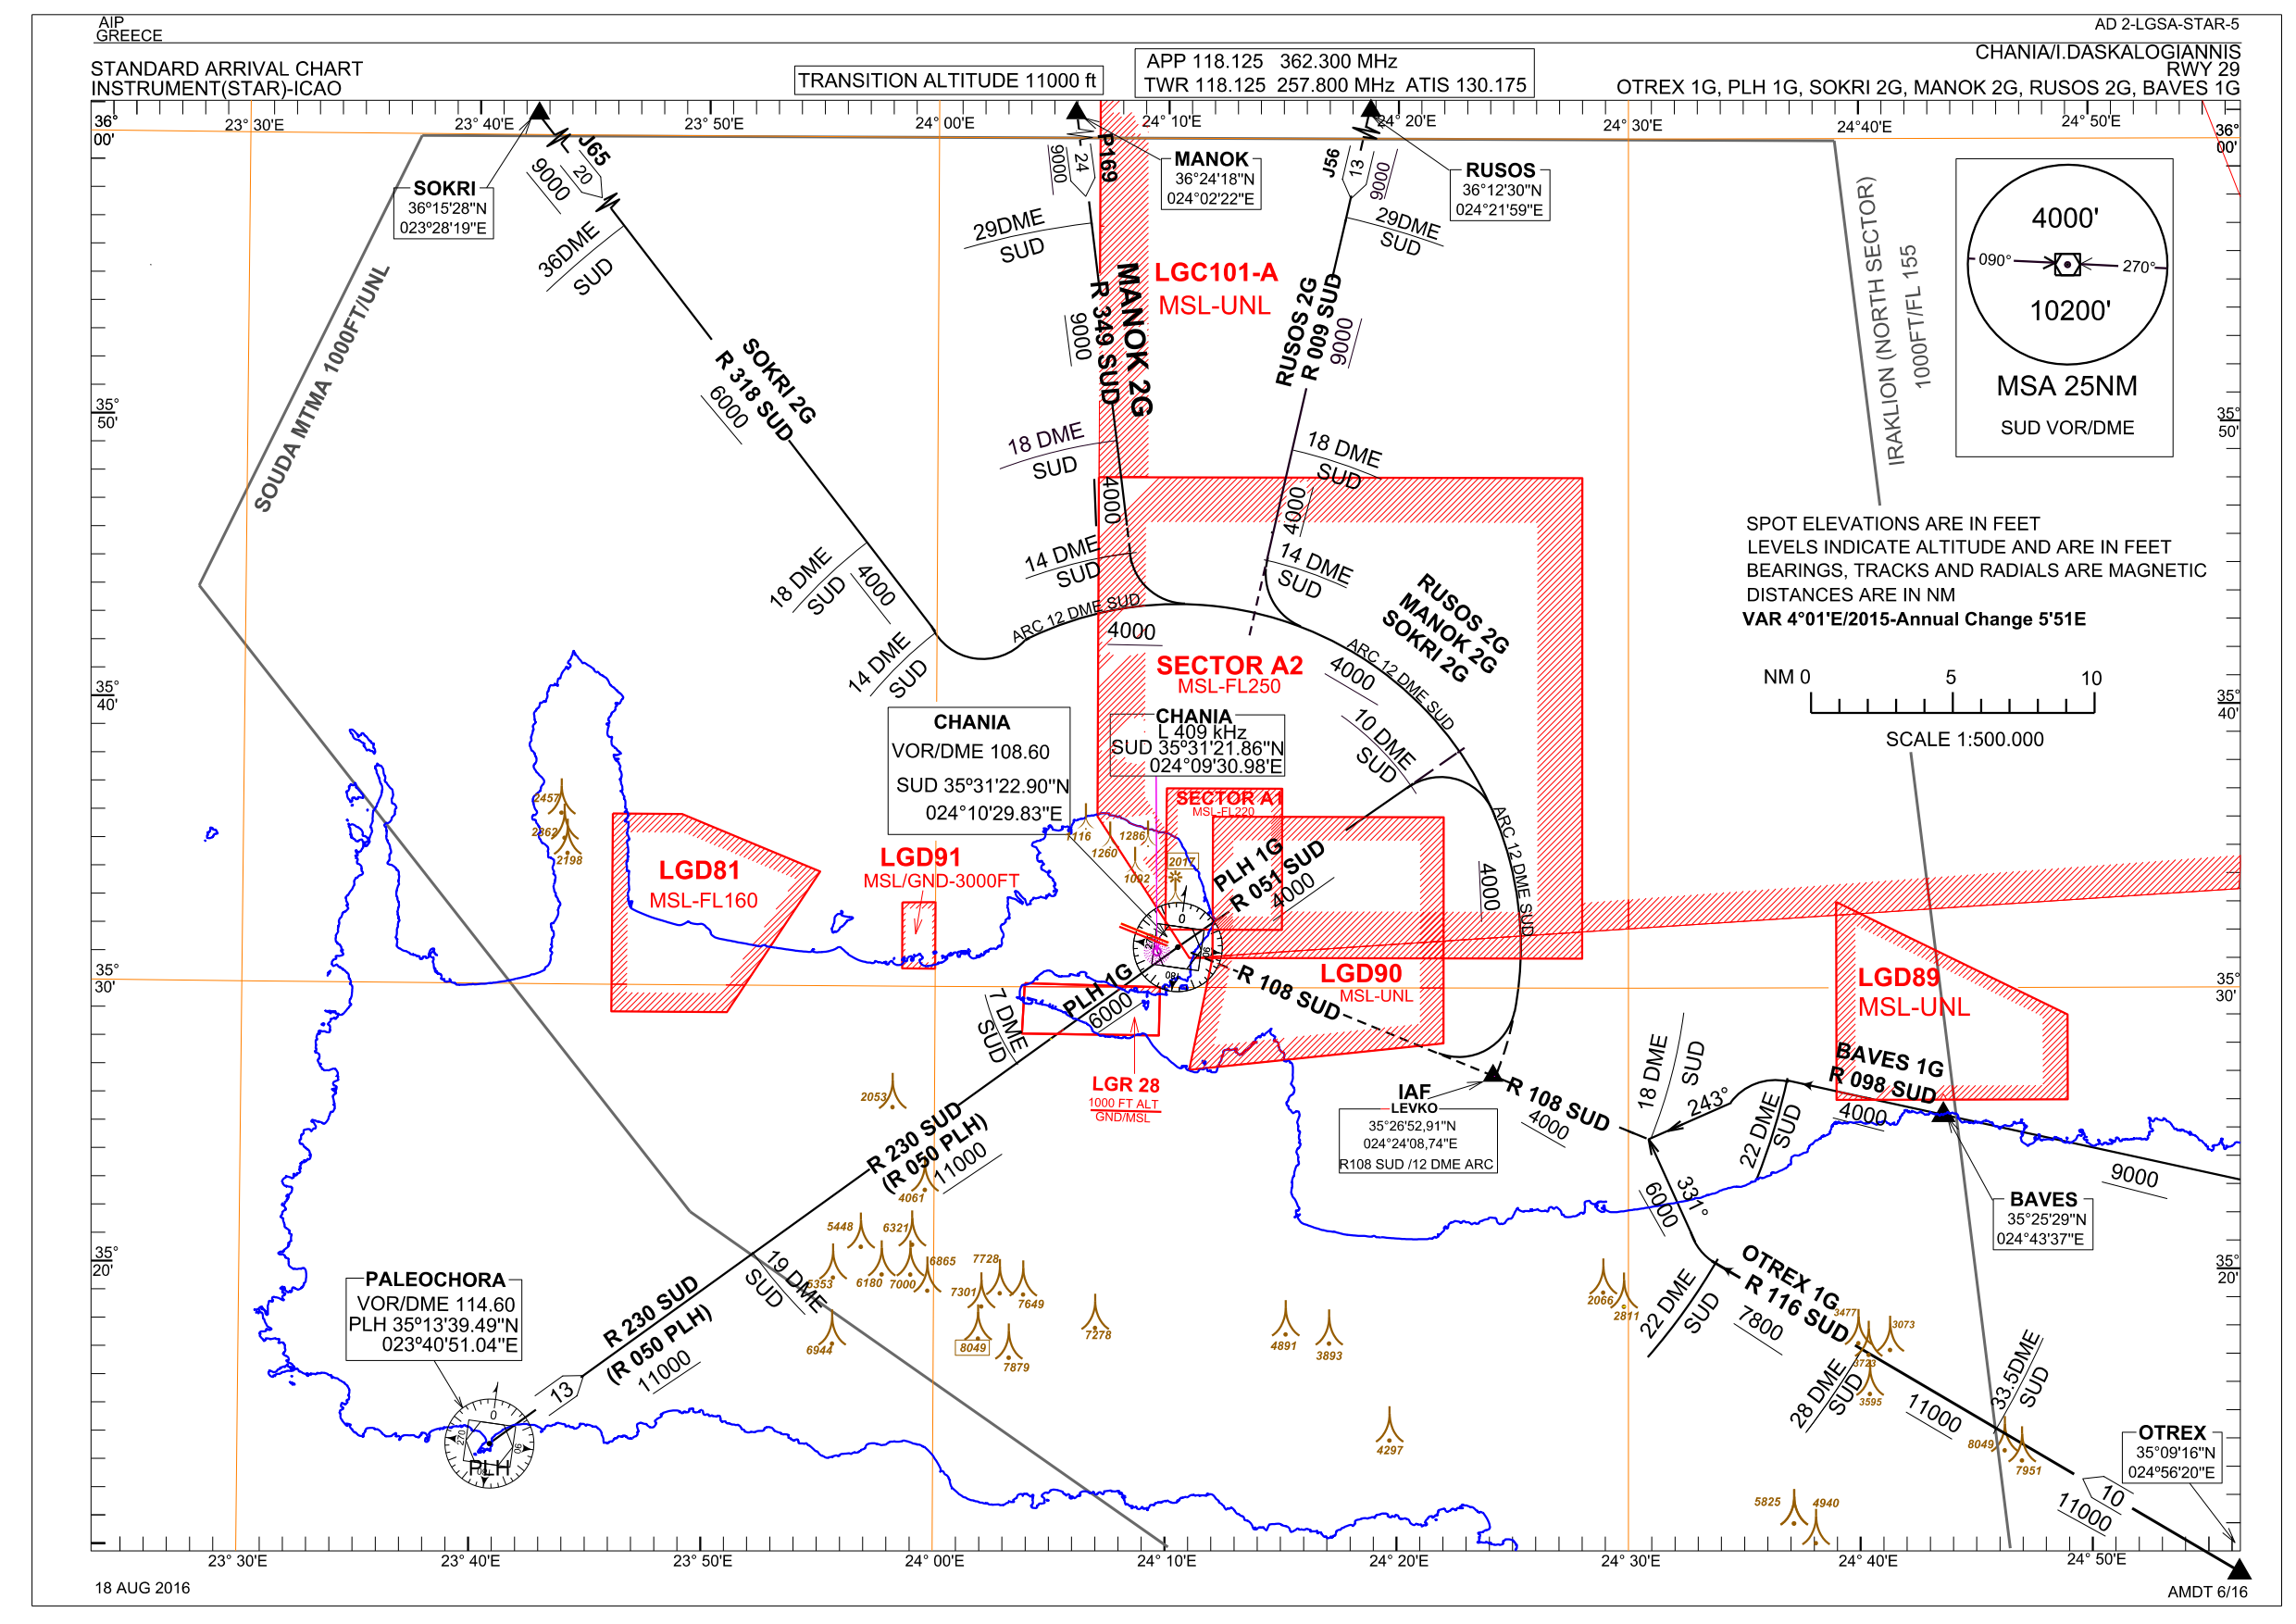 AIP
GREECE
AD 2-LGSA-STAR-5
STANDARD ARRIVAL CHART
INSTRUMENT(STAR)-ICAO
TRANSITION ALTITUDE 11000 ft
APP 118.125 362.300 MHz
TWR 118.125 257.800 MHz ATIS 130.175
CHANIA/I.DASKALOGIANNIS
RWY 29
OTREX 1G, PLH 1G, SOKRI 2G, MANOK 2G, RUSOS 2G, BAVES 1G
36°
00'
23° 30'E
23° 40'E
23° 50'E
24° 00'E
24° 10'E
24° 20'E
24° 30'E
24° 40'E
24° 50'E
36°
00'
J65
20
9000
SOKRI
36°15'28"N
023°28'19"E
36DME
SUD
P169
24
9000
MANOK
36°24'18"N
024°02'22"E
J56
13
9000
RUSOS
36°12'30"N
024°21'59"E
29DME
SUD
29DME
SUD
LGC101-A
MSL-UNL
MANOK 2G
R 349 SUD
9000
RUSOS 2G
R 009 SUD
9000
SOUDA MTMA 1000FT/UNL
IRAKLION (NORTH SECTOR)
1000FT/FL 155
4000'
090°
270°
10200'
MSA 25NM
SUD VOR/DME
SOKRI 2G
R 318 SUD
6000
35°
50'
35°
50'
18 DME
SUD
18 DME
SUD
4000
4000
14 DME
SUD
14 DME
SUD
18 DME
SUD
4000
14 DME
SUD
ARC 12 DME SUD
4000
SPOT ELEVATIONS ARE IN FEET
LEVELS INDICATE ALTITUDE AND ARE IN FEET
BEARINGS, TRACKS AND RADIALS ARE MAGNETIC
DISTANCES ARE IN NM
VAR 4°01'E/2015-Annual Change 5'51E
NM 0
5
10
SCALE 1:500.000
RUSOS 2G
MANOK 2G
SOKRI 2G
ARC 12 DME SUD
4000
SECTOR A2
MSL-FL250
35°
40'
35°
40'
10 DME
SUD
CHANIA
VOR/DME 108.60
SUD 35º31'22.90"N
024°10'29.83"E
CHANIA
L 409 kHz
SUD 35º31'21.86"N
024°09'30.98'E
SECTOR A1
MSL-FL220
2457
2362
2198
1116
1260
1286
1092
2017
LGD81
MSL-FL160
LGD91
MSL/GND-3000FT
PLH 1G
R 051 SUD
4000
ARC 12 DME SUD
4000
0
35°
30'
35°
30'
LGD90
MSL-UNL
LGD89
MSL-UNL
R 108 SUD
PLH 1G
6000
7 DME
SUD
LGR 28
1000 FT ALT
GND/MSL
IAF
LEVKO
35°26'52,91"N
024°24'08,74"E
R108 SUD /12 DME ARC
R 108 SUD
4000
18 DME
SUD
243°
22 DME
SUD
BAVES 1G
R 098 SUD
4000
9000
BAVES
35°25'29"N
024°43'37"E
331°
6000
2053
R 230 SUD
(R 050 PLH)
11000
4061
5448
6321
6865
5353
6180
7000
7728
7301
7649
8049
7879
7278
6944
4891
3893
4297
2066
2811
35°
20'
35°
20'
19 DME
SUD
PALEOCHORA
VOR/DME 114.60
PLH 35°13'39.49"N
023°40'51.04"E
R 230 SUD
(R 050 PLH)
11000
13
0
270
90
PLH
OTREX 1G
R 116 SUD
7800
22 DME
SUD
3477
3073
3723
3595
28 DME
SUD
33.5DME
SUD
11000
8049
7951
5825
4940
OTREX
35°09'16"N
024°56'20"E
10
11000
23° 30'E
23° 40'E
23° 50'E
24° 00'E
24° 10'E
24° 20'E
24° 30'E
24° 40'E
24° 50'E
18 AUG 2016
AMDT 6/16